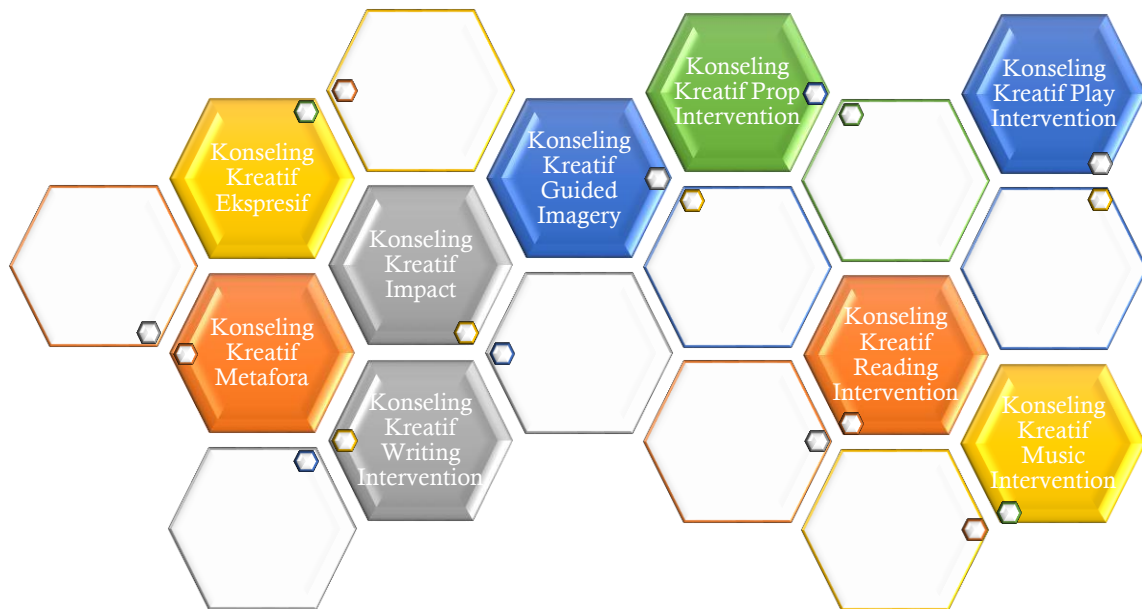 Konseling
Kreatif
Ekspresif
Konseling
Kreatif
Metafora
Konseling
Kreatif
Impact
Konseling
Kreatif
Writing
Intervention
Konseling
Kreatif
Guided
Imagery
Konseling
Kreatif Prop
Intervention
Konseling
Kreatif
Reading
Intervention
Konseling
Kreatif Play
Intervention
Konseling
Kreatif
Music
Intervention